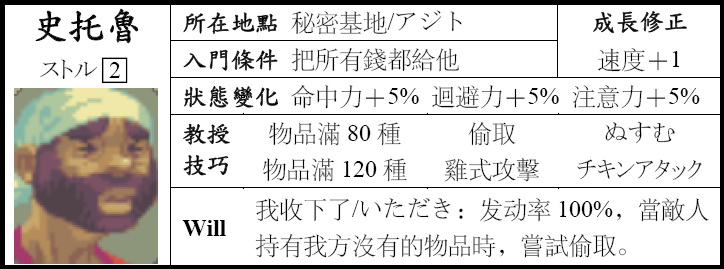 史托魯
ストル 2
所在地點 秘密基地/アジト
成長修正
入門條件 把所有錢都給他
速度＋1
狀態變化 命中力＋5% 迴避力＋5% 注意力＋5%
教授技巧
物品滿 80 種 偷取 ぬすむ
物品滿 120 種 雞式攻擊 チキンアタック
Will
我收下了/いただき：发动率 100%，當敵人
持有我方沒有的物品時，嘗試偷取。